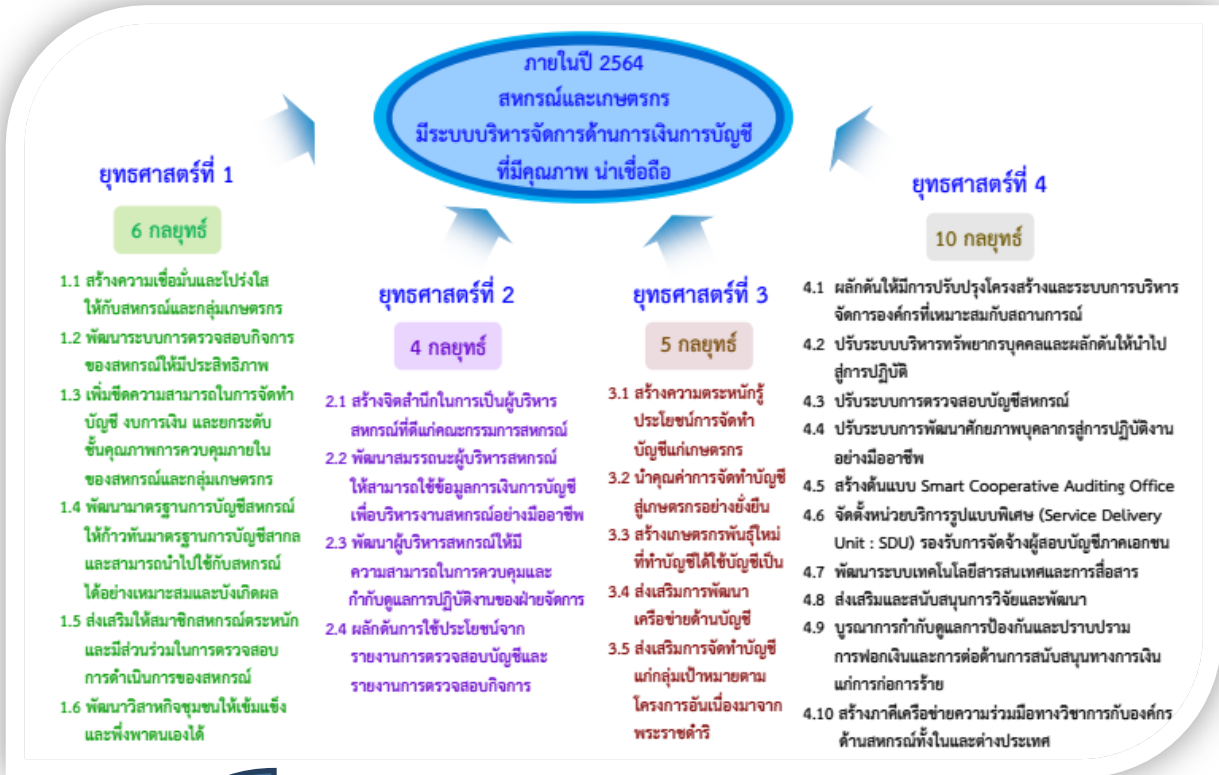 ภายในปี 2564
สหกรณ์และเกษตรกร
มีระบบบริหารจัดการด้านการเงินการบัญชี
ที่มีคุณภาพ น่าเชื่อถือ
ยุทธศาสตร์ที่ 1
6 กลยุทธ์
1.1 สร้างความเชื่อมั่นและโปร่งใส
ให้กับสหกรณ์และกลุ่มเกษตรกร
1.2 พัฒนาระบบการตรวจสอบกิจการ
ของสหกรณ์ให้มีประสิทธิภาพ
1.3 เพิ่มขีดความสามารถในการจัดทำ
บัญชี งบการเงิน และยกระดับ
ชั้นคุณภาพการควบคุมภายใน
ของสหกรณ์และกลุ่มเกษตรกร
1.4 พัฒนามาตรฐานการบัญชีสหกรณ์
ให้ก้าวทันมาตรฐานการบัญชีสากล
และสามารถนำไปใช้กับสหกรณ์
ได้อย่างเหมาะสมและบังเกิดผล
1.5 ส่งเสริมให้สมาชิกสหกรณ์ตระหนัก
และมีส่วนร่วมในการตรวจสอบ
การดำเนินการของสหกรณ์
1.6 พัฒนาวิสาหกิจชุมชนให้เข้มแข็ง
และพึ่งพาตนเองได้
ยุทธศาสตร์ที่ 2
4 กลยุทธ์
2.1 สร้างจิตสำนึกในการเป็นผู้บริหาร
สหกรณ์ที่ดีแก่คณะกรรมการสหกรณ์
2.2 พัฒนาสมรรถนะผู้บริหารสหกรณ์
ให้สามารถใช้ข้อมูลการเงินการบัญชี
เพื่อบริหารงานสหกรณ์อย่างมืออาชีพ
2.3 พัฒนาผู้บริหารสหกรณ์ให้มี
ความสามารถในการควบคุมและ
กำกับดูแลการปฏิบัติงานของฝ่ายจัดการ
2.4 ผลักดันการใช้ประโยชน์จาก
รายงานการตรวจสอบบัญชีและ
รายงานการตรวจสอบกิจการ
ยุทธศาสตร์ที่ 3
5 กลยุทธ์
3.1 สร้างความตระหนักรู้
ประโยชน์การจัดทำ
บัญชีแก่เกษตรกร
3.2 นำคุณค่าการจัดทำบัญชี
สู่เกษตรกรอย่างยั่งยืน
3.3 สร้างเกษตรกรพันธุ์ใหม่
ที่ทำบัญชีได้ใช้บัญชีเป็น
3.4 ส่งเสริมการพัฒนา
เครือข่ายด้านบัญชี
3.5 ส่งเสริมการจัดทำบัญชี
แก่กลุ่มเป้าหมายตาม
โครงการอันเนื่องมาจาก
พระราชดำริ
ยุทธศาสตร์ที่ 4
10 กลยุทธ์
4.1 ผลักดันให้มีการปรับปรุงโครงสร้างและระบบการบริหาร
จัดการองค์กรที่เหมาะสมกับสถานการณ์
4.2 ปรับระบบบริหารทรัพยากรบุคคลและผลักดันให้นำไป
สู่การปฏิบัติ
4.3 ปรับระบบการตรวจสอบบัญชีสหกรณ์
4.4 ปรับระบบการพัฒนาศักยภาพบุคลากรสู่การปฏิบัติงาน
อย่างมืออาชีพ
4.5 สร้างต้นแบบ Smart Cooperative Auditing Office
4.6 จัดตั้งหน่วยบริการรูปแบบพิเศษ (Service Delivery
Unit : SDU) รองรับการจัดจ้างผู้สอบบัญชีภาคเอกชน
4.7 พัฒนาระบบเทคโนโลยีสารสนเทศและการสื่อสาร
4.8 ส่งเสริมและสนับสนุนการวิจัยและพัฒนา
4.9 บูรณาการกำกับดูแลการป้องกันและปราบปราม
การฟอกเงินและการต่อต้านการสนับสนุนทางการเงิน
แก่การก่อการร้าย
4.10 สร้างภาคีเครือข่ายความร่วมมือทางวิชาการกับองค์กร
ด้านสหกรณ์ทั้งในและต่างประเทศ